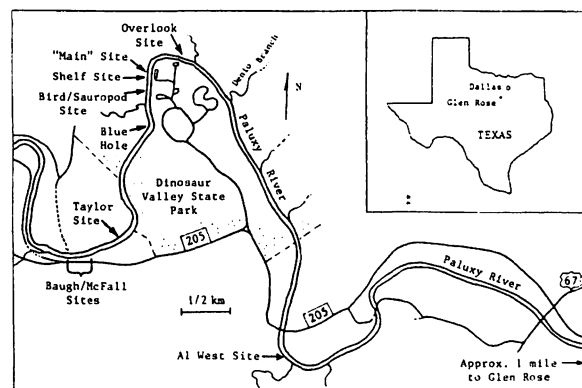 Overlook
Site
"Main" Site
Shelf Site
Bird/Sauropod
Site
Blue
Hole
Denio Branch
N
Paluxy
River
Dallas
Glen Rose
TEXAS
Dinosaur
Valley State
Park
Taylor
Site
205
Baugh/McFall
Sites
1/2 km
205
Paluxy River
67
Al West Site
Approx. 1 mile
to Glen Rose